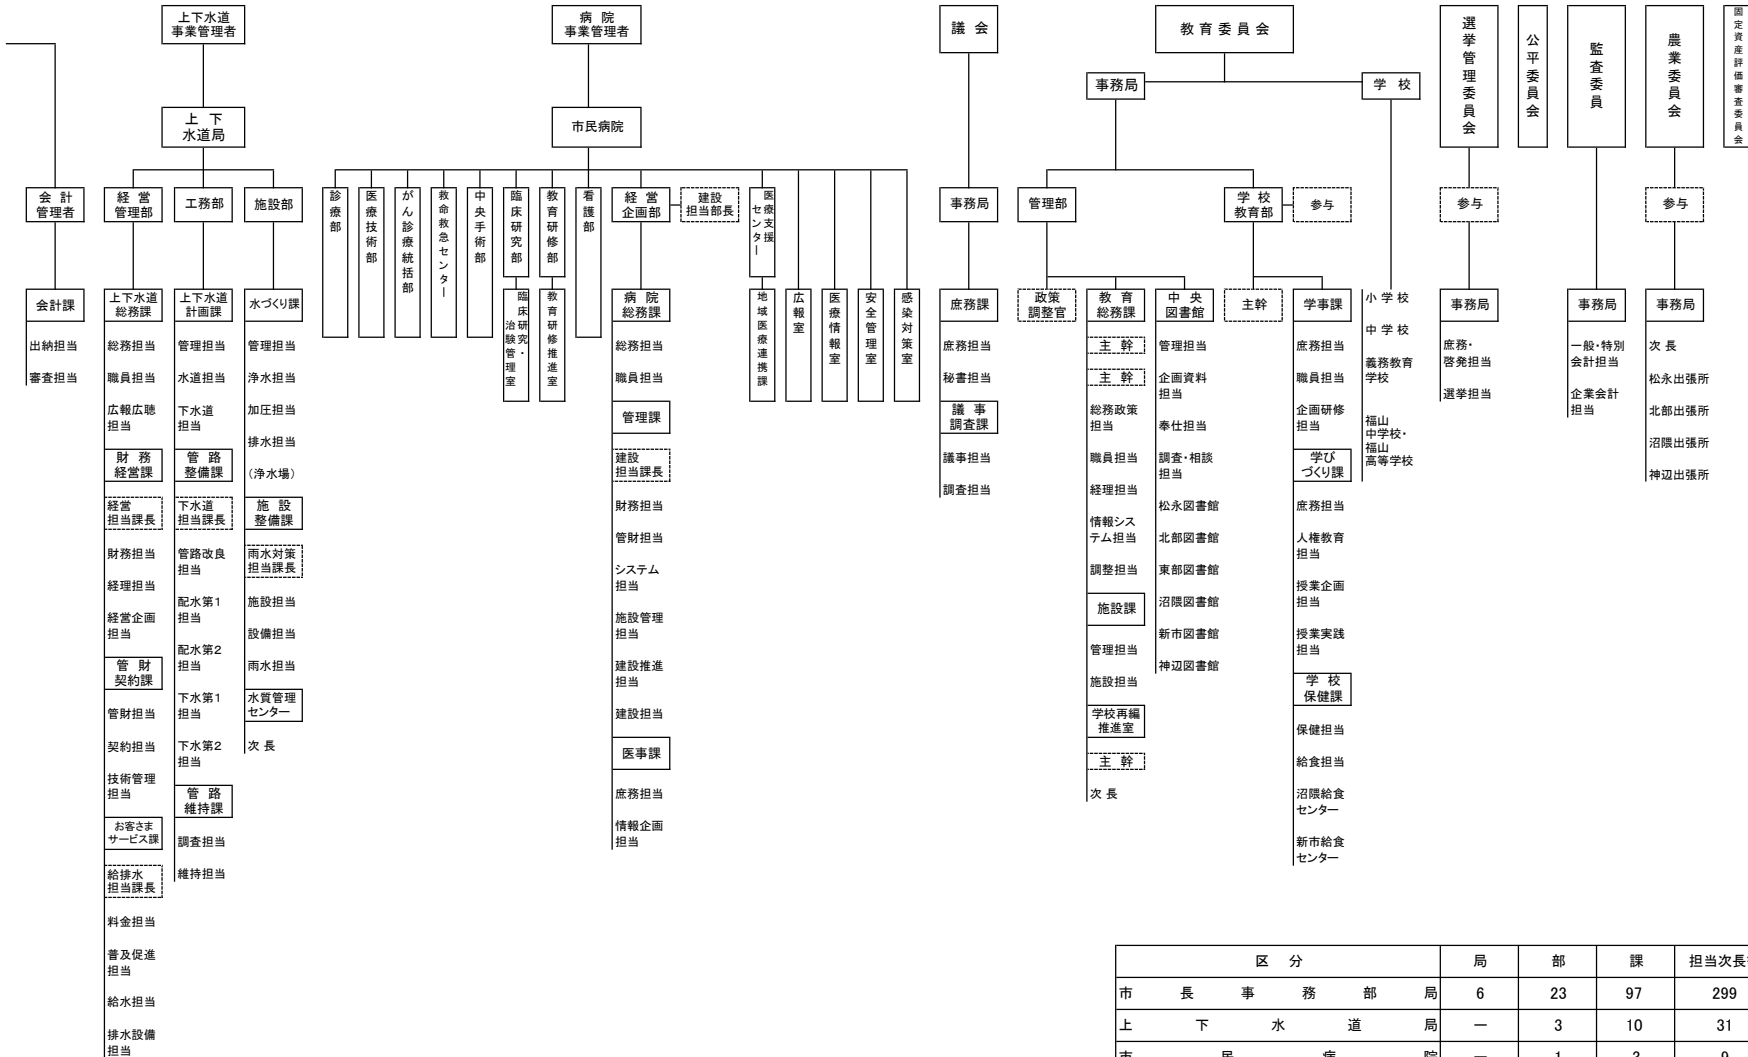 上下水道
事業管理者
病 院
事業管理者
議 会
教 育 委 員 会
選挙管理委員会
公平委員会
監査委員
農業委員会
固定資産評価審査委員会
事務局
学 校
上 下
水道局
市民病院
会 計
管理者
経 営
管理部
工務部
施設部
診療部
医療技術部
がん診療統括部
救命救急センター
中央手術部
臨床研究部
教育研修部
看護部
経 営
企画部
建設
担当部長
医療支援
センター
事務局
管理部
学 校
教育部
参与
参与
参与
会計課
出納担当
審査担当
上下水道
総務課
総務担当
職員担当
広報広聴
担当
財 務
経営課
経営
担当課長
財務担当
経理担当
経営企画
担当
管 財
契約課
管財担当
契約担当
技術管理
担当
お客さま
サービス課
給排水
担当課長
料金担当
普及促進
担当
給水担当
排水設備
担当
上下水道
計画課
管理担当
水道担当
下水道
担当
管 路
整備課
下水道
担当課長
管路改良
担当
配水第1
担当
配水第2
担当
下水第1
担当
下水第2
担当
管 路
維持課
調査担当
維持担当
水づくり課
管理担当
浄水担当
加圧担当
排水担当
(浄水場)
施 設
整備課
雨水対策
担当課長
施設担当
設備担当
雨水担当
水質管理
センター
次 長
臨床研究・
治験管理室
教育研修推進室
病 院
総務課
総務担当
職員担当
管理課
建設
担当課長
財務担当
管財担当
システム
担当
施設管理
担当
建設推進
担当
建設担当
医事課
庶務担当
情報企画
担当
地域医療連携課
広報室
医療情報室
安全管理室
感染対策室
庶務課
庶務担当
秘書担当
議 事
調査課
議事担当
調査担当
政策
調整官
教 育
総務課
主 幹
主 幹
総務政策
担当
職員担当
経理担当
情報シス
テム担当
調整担当
施設課
管理担当
施設担当
学校再編
推進室
主 幹
次 長
中 央
図書館
管理担当
企画資料
担当
奉仕担当
調査・相談
担当
松永図書館
北部図書館
東部図書館
沼隈図書館
新市図書館
神辺図書館
主幹
学事課
庶務担当
職員担当
企画研修
担当
学び
づくり課
庶務担当
人権教育
担当
授業企画
担当
授業実践
担当
学 校
保健課
保健担当
給食担当
沼隈給食
センター
新市給食
センター
小 学 校
中 学 校
義務教育
学校
福山
中学校・
福山
高等学校
事務局
庶務・
啓発担当
選挙担当
事務局
一般・特別
会計担当
企業会計
担当
事務局
次 長
松永出張所
北部出張所
沼隈出張所
神辺出張所
区 分 局 部 課 担当次長
市 長 事 務 部 局 6 23 97 299
上 下 水 道 局 — 3 10 31
市 民 病 院 — 1 3 9